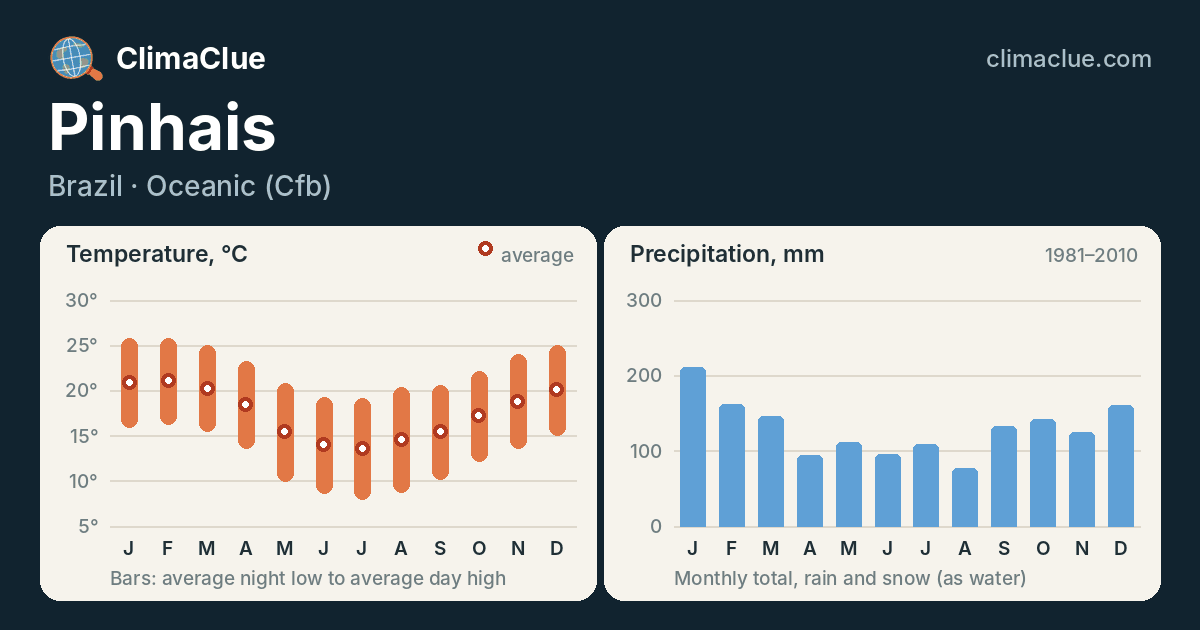 ClimaClue
climaclue.com
Pinhais
Brazil · Oceanic (Cfb)
Temperature, °C
average
30°
25°
20°
15°
10°
5°
J F M A M J J A S O N D
Bars: average night low to average day high
Precipitation, mm
1981–2010
300
200
100
0
J F M A M J J A S O N D
Monthly total, rain and snow (as water)